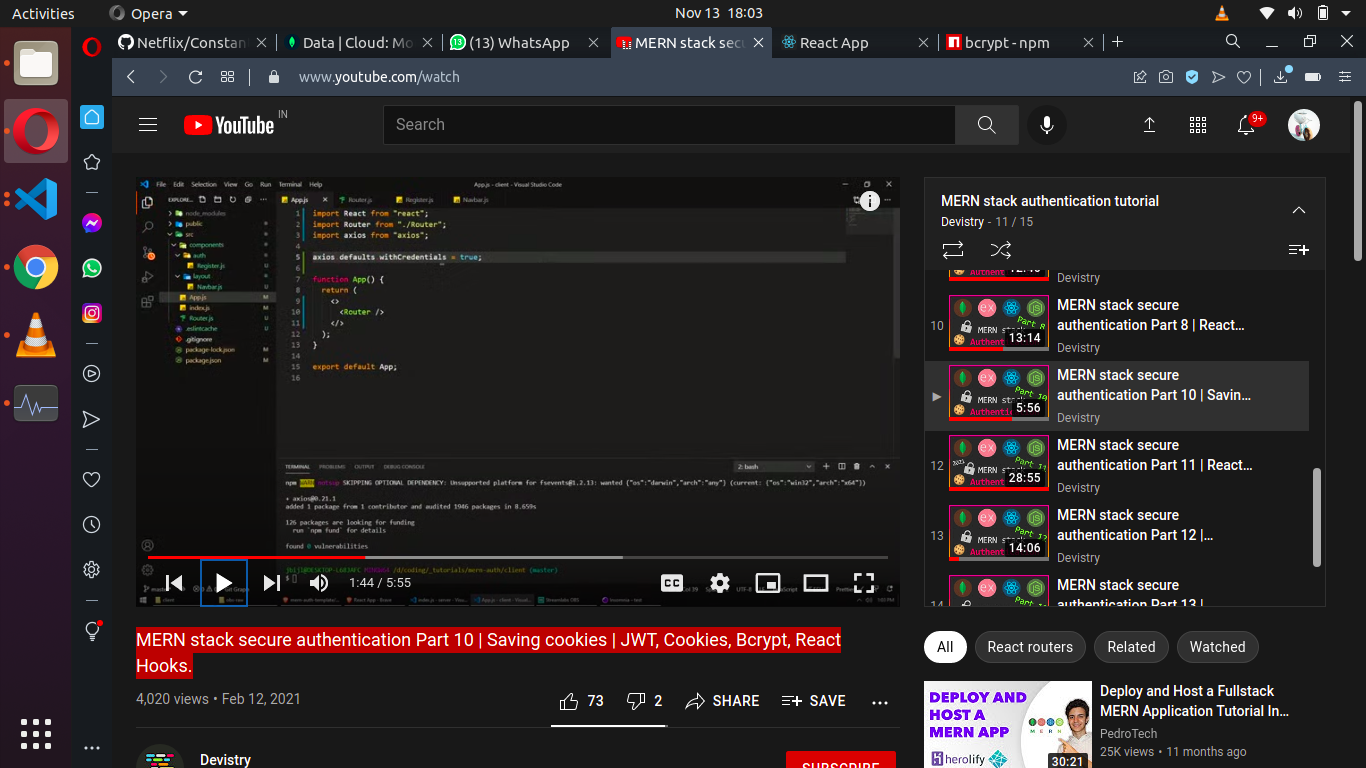 Activities
Opera
Nov 13 18:03
Netflix/Constan
Data | Cloud: Mo
(13) WhatsApp
MERN stack secu
React App
bcrypt - npm
www.youtube.com/watch
YouTube IN
Search
9+
File Edit Selection View Go Run Terminal Help
App.js - client - Visual Studio Code
EXPLORER...
App.js
Router.js
Register.js
Navbar.js
node_modules
public
src
components
auth
Register.js
layout
Navbar.js
App.js M
index.js M
Router.js U
.eslintcache U
.gitignore
package-lock.json M
package.json M
1 import React from "react";
2 import Router from "./Router";
3 import axios from "axios";
4
5 axios.defaults.withCredentials = true;
6
7 function App() {
8 return (
9 <>
10 <Router />
11 </>
12 );
13 }
14
15 export default App;
16
TERMINAL PROBLEMS OUTPUT DEBUG CONSOLE
2: bash
npm WARN notsup SKIPPING OPTIONAL DEPENDENCY: Unsupported platform for fsevents@1.2.13: wanted {"os":"darwin","arch":"any"} (current: {"os":"win32","arch":"x64"})
+ axios@0.21.1
added 1 package from 1 contributor and audited 1946 packages in 8.659s
126 packages are looking for funding
run `npm fund` for details
found 0 vulnerabilities
/d/coding/_tutorials/mern-auth/client (master)
$
1:44 / 5:55
CC
MERN stack secure authentication Part 10 | Saving cookies | JWT, Cookies, Bcrypt, React
Hooks.
4,020 views • Feb 12, 2021
73
2
SHARE
SAVE
Devistry
SUBSCRIBE
MERN stack authentication tutorial
Devistry - 11 / 15
Devistry
10
Part 8
13:14
MERN stack secure
authentication Part 8 | React...
Devistry
Part 10
5:56
MERN stack secure
authentication Part 10 | Savin...
Devistry
12
Part 11
28:55
MERN stack secure
authentication Part 11 | React...
Devistry
13
Part 12
14:06
MERN stack secure
authentication Part 12 |...
Devistry
14
MERN stack secure
authentication Part 13 |
All
React routers
Related
Watched
DEPLOY AND
HOST A
MERN APP
MERN
herolify
30:21
Deploy and Host a Fullstack
MERN Application Tutorial In...
PedroTech
25K views • 11 months ago